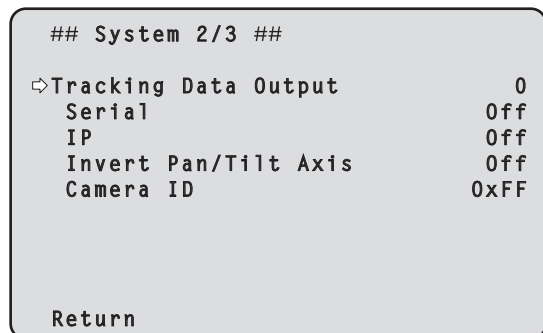 ## System 2/3 ##
⇨Tracking Data Output 0
Serial Off
IP Off
Invert Pan/Tilt Axis Off
Camera ID 0xFF
Return